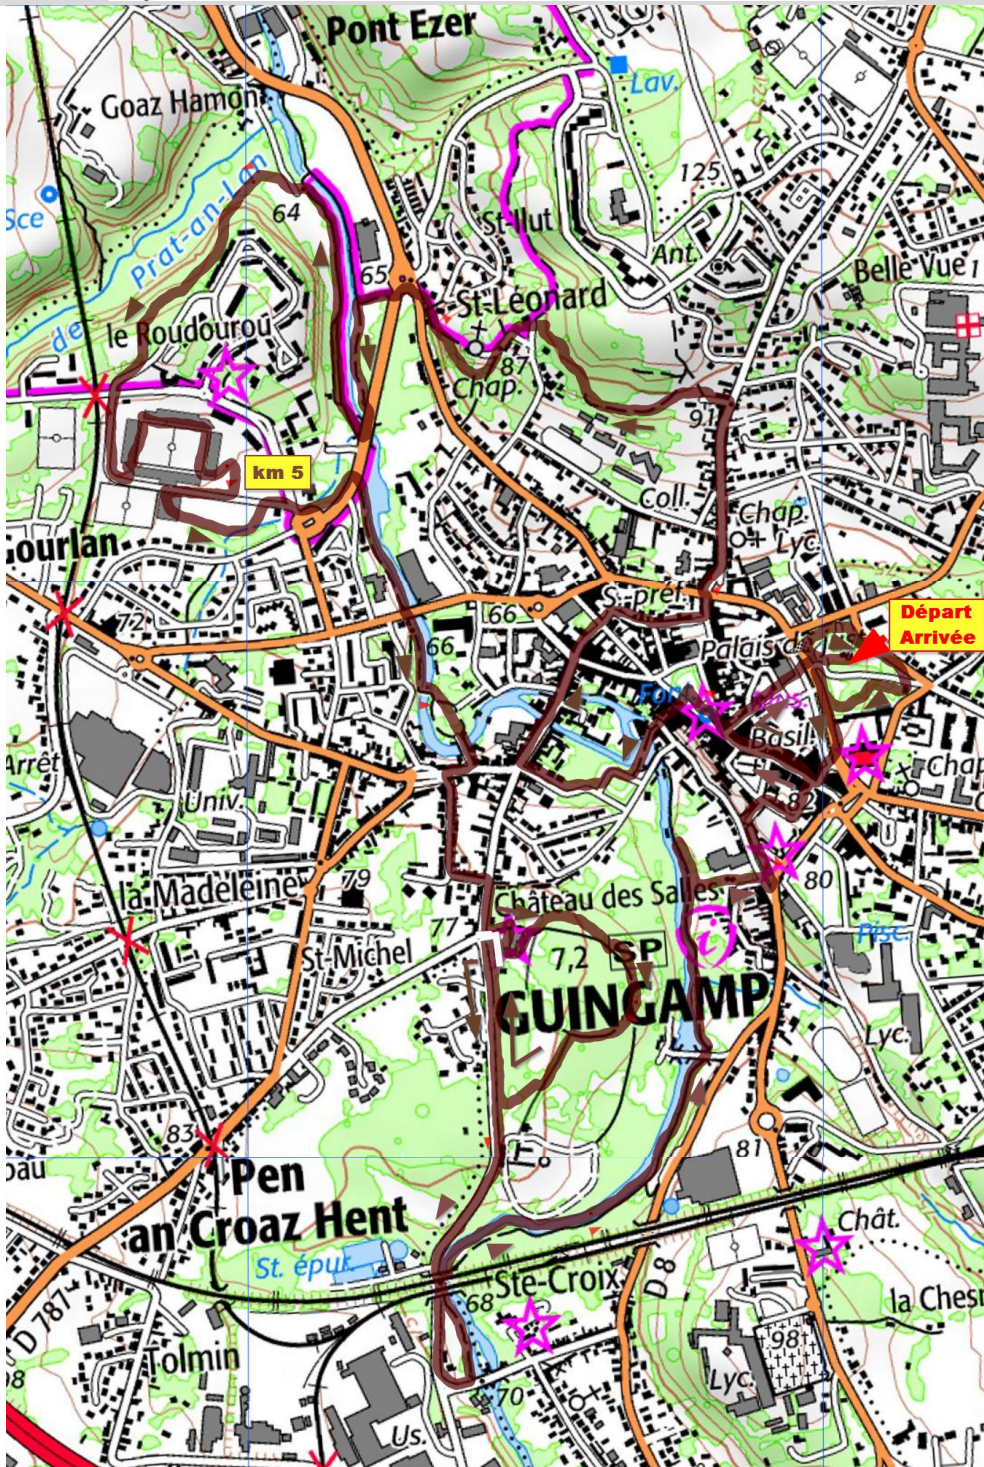 Pont Ezer
Lav.
Goaz Hamon
125
Sce
Prat-an-Lan
de
64
St-Ilut
Ant.
65
Belle Vue
St-Léonard
le Roudourou
87
Chap.
91
km 5
Coll.
Chap.
Lyc.
S.-préf.
72
66
Départ
Arrivée
Palais
66
Font.
Basil.
Arrêt
Chap.
Univ.
82
la Madeleine
79
80
Château des Salles
77
Pisc.
St-Michel
7,2
SP
i
GUINGAMP
Lyc.
83
81
Pen
an Croaz Hent
Chât.
St. épur.
Ste-Croix
D 8
68
la Ches
D 787
Tolmin
98
Lyc.
70
Us.